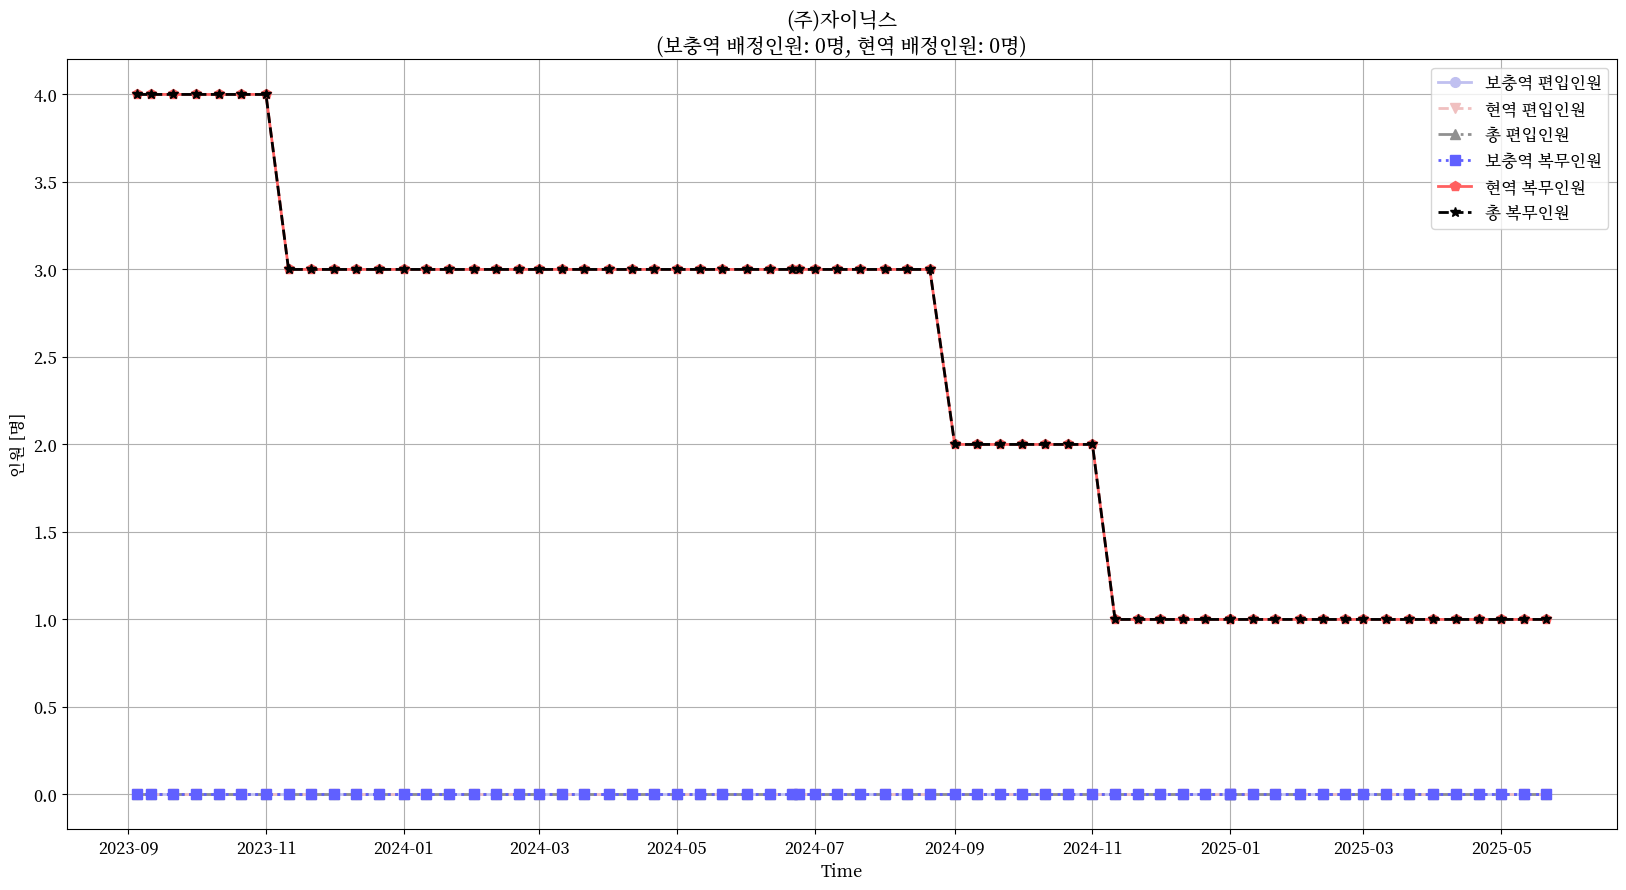 (주)자이닉스
(보충역 배정인원: 0명, 현역 배정인원: 0명)
보충역 편입인원
현역 편입인원
총 편입인원
보충역 복무인원
현역 복무인원
총 복무인원
인원 [명]
4.0
3.5
3.0
2.5
2.0
1.5
1.0
0.5
0.0
2023-09 2023-11 2024-01 2024-03 2024-05 2024-07 2024-09 2024-11 2025-01 2025-03 2025-05
Time